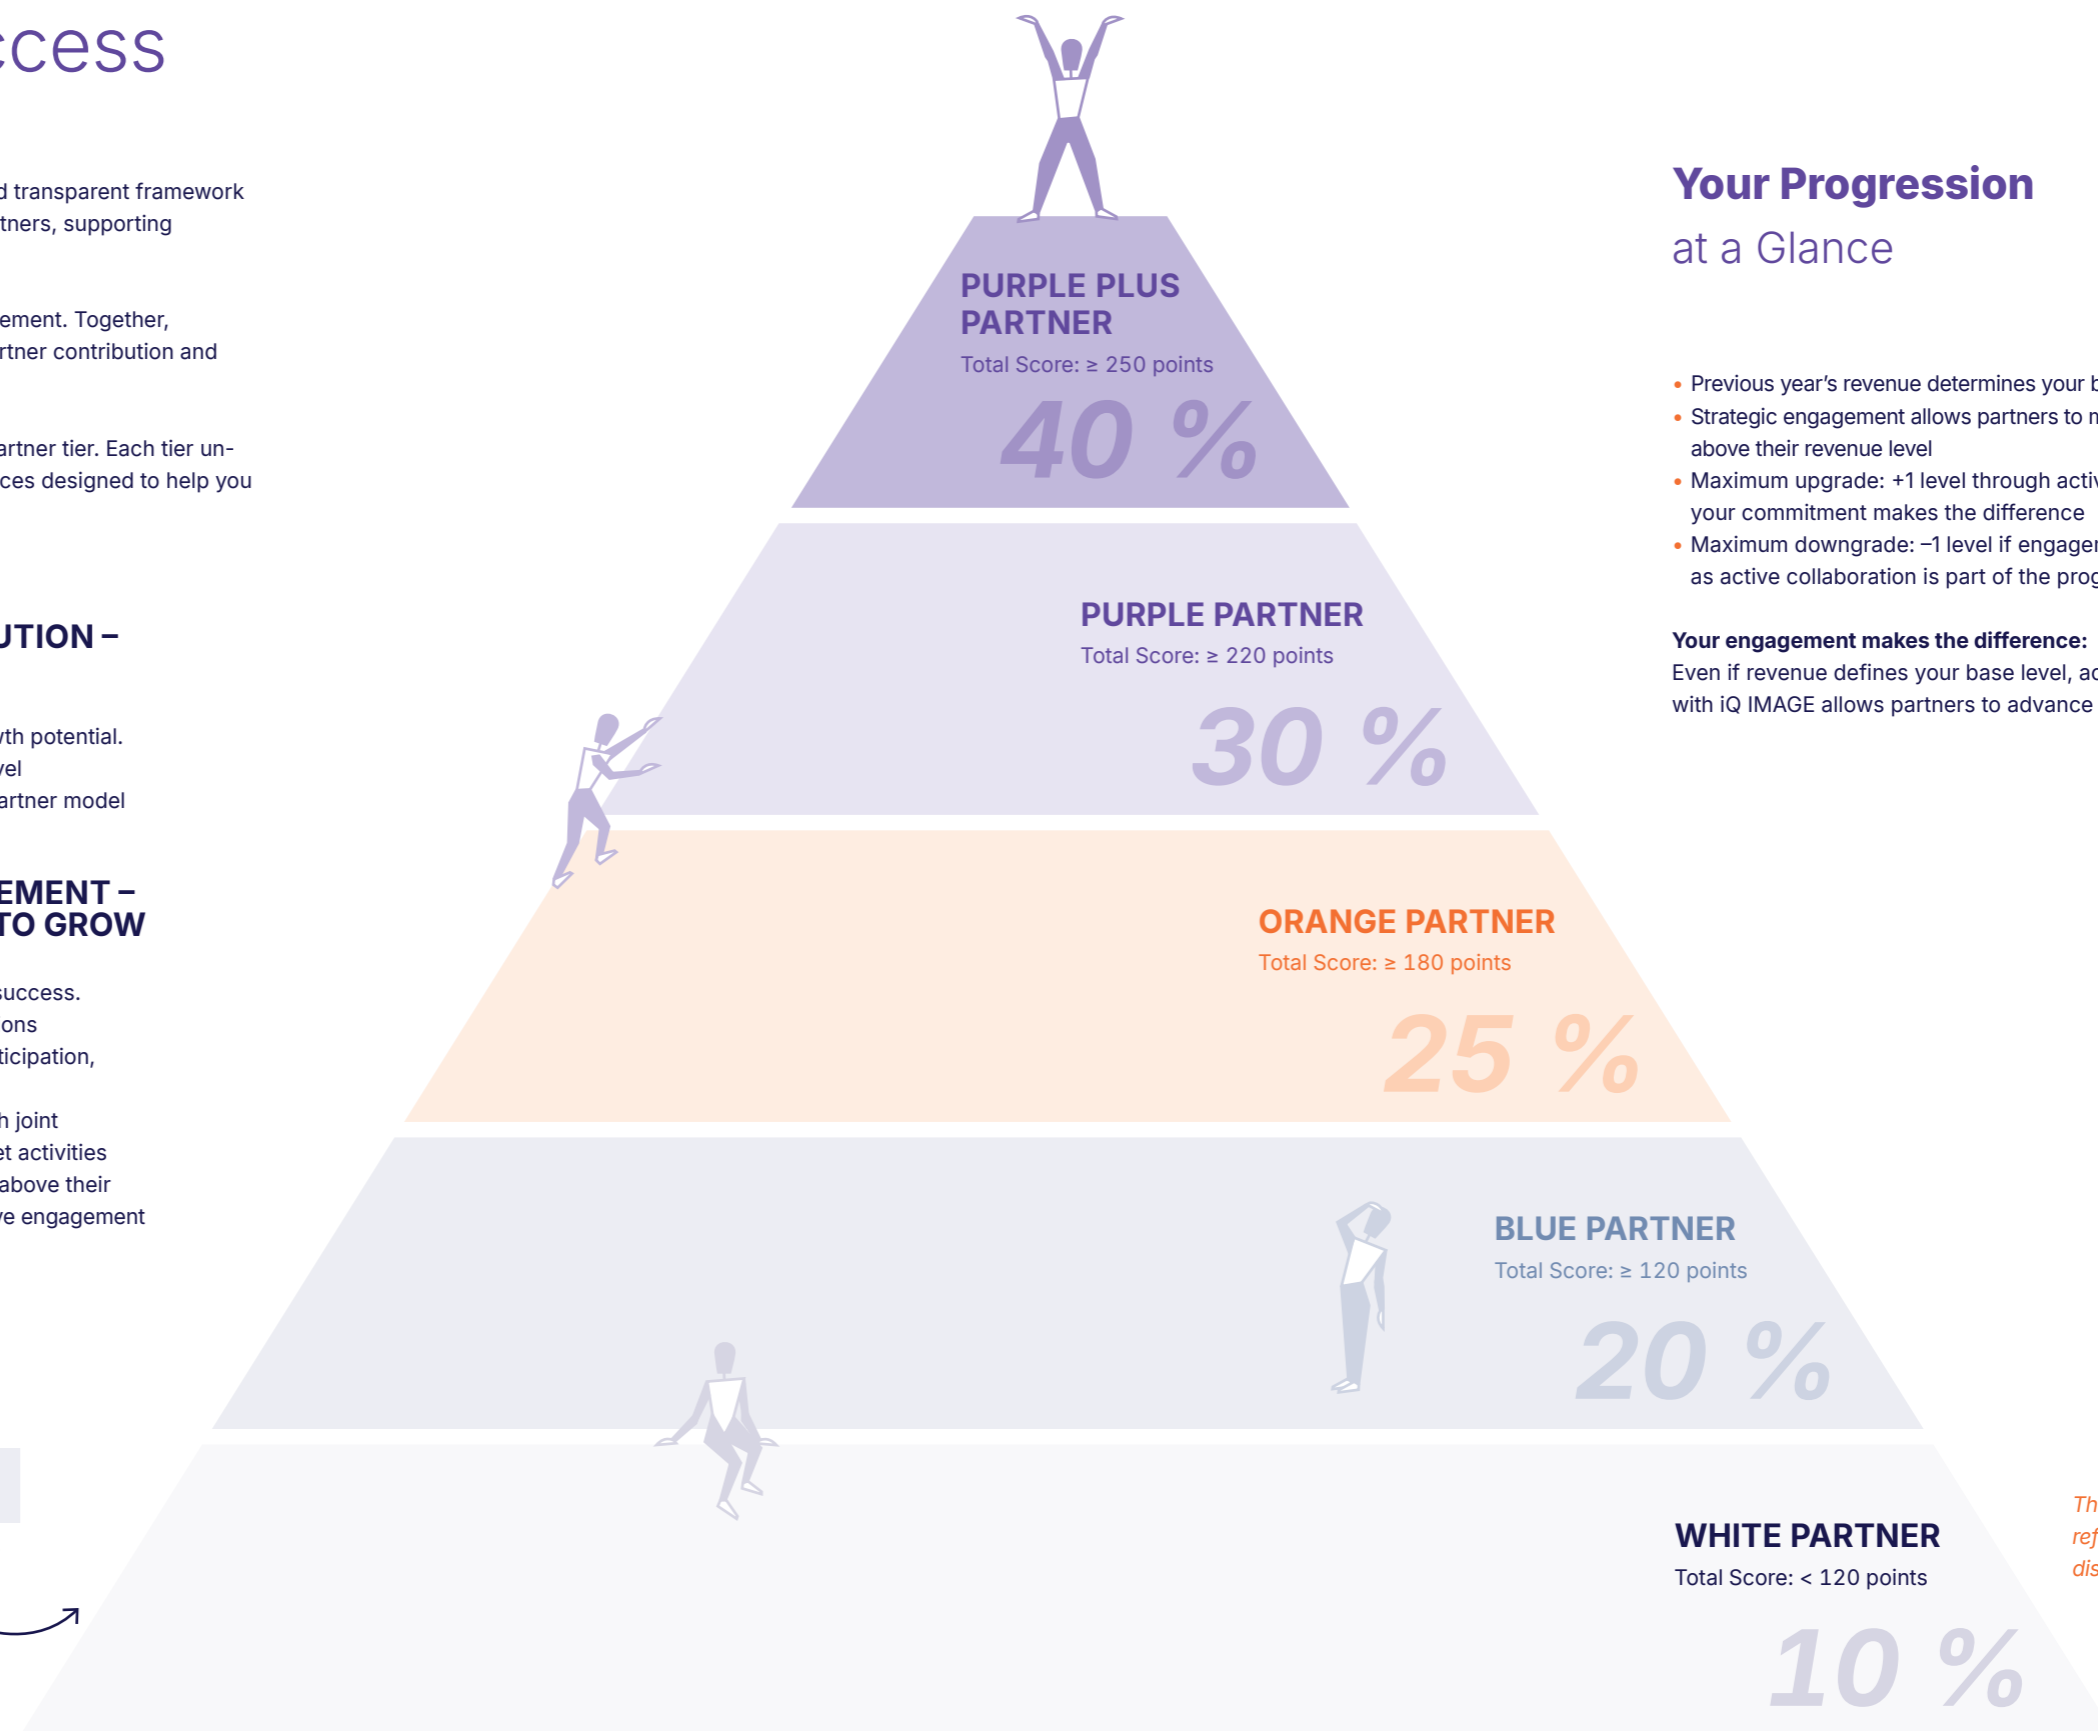 ccess
d transparent framework
tners, supporting
ement. Together,
rtner contribution and
artner tier. Each tier un-
ces designed to help you
UTION –
wth potential.
vel
artner model
EMENT –
TO GROW
success.
ons
ticipation,
h joint
et activities
above their
ve engagement
PURPLE PLUS
PARTNER
Total Score: ≥ 250 points
40 %
PURPLE PARTNER
Total Score: ≥ 220 points
30 %
ORANGE PARTNER
Total Score: ≥ 180 points
25 %
BLUE PARTNER
Total Score: ≥ 120 points
20 %
WHITE PARTNER
Total Score: < 120 points
10 %
Your Progression
at a Glance
• Previous year’s revenue determines your b
• Strategic engagement allows partners to m
above their revenue level
• Maximum upgrade: +1 level through activ
your commitment makes the difference
• Maximum downgrade: –1 level if engagem
as active collaboration is part of the prog
Your engagement makes the difference:
Even if revenue defines your base level, ac
with iQ IMAGE allows partners to advance
Th
ref
dis